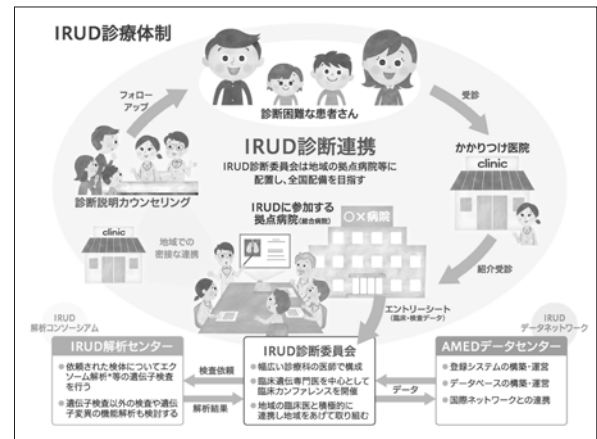 IRUD診療体制
診断困難な患者さん
フォロー
アップ
受診
IRUD診断連携
IRUD診断委員会は地域の拠点病院等に
配置し、全国配備を目指す
かかりつけ医院
clinic
診断説明カウンセリング
IRUDに参加する
拠点病院(総合病院)
○×病院
clinic
地域での
密接な連携
紹介受診
エントリーシート
(臨床・検査データ)
IRUD
解析コンソーシアム
IRUD
データネットワーク
IRUD解析センター
●依頼された検体についてエク
ソーム解析*等の遺伝子検査
を行う
●遺伝子検査以外の検査や遺伝
子変異の機能解析も検討する
検査依頼
解析結果
IRUD診断委員会
●幅広い診療科の医師で構成
●臨床遺伝専門医を中心として
臨床カンファレンスを開催
●地域の臨床医と積極的に
連携し地域をあげて取り組む
データ
AMEDデータセンター
●登録システムの構築・運営
●データベースの構築・運営
●国際ネットワークとの連携